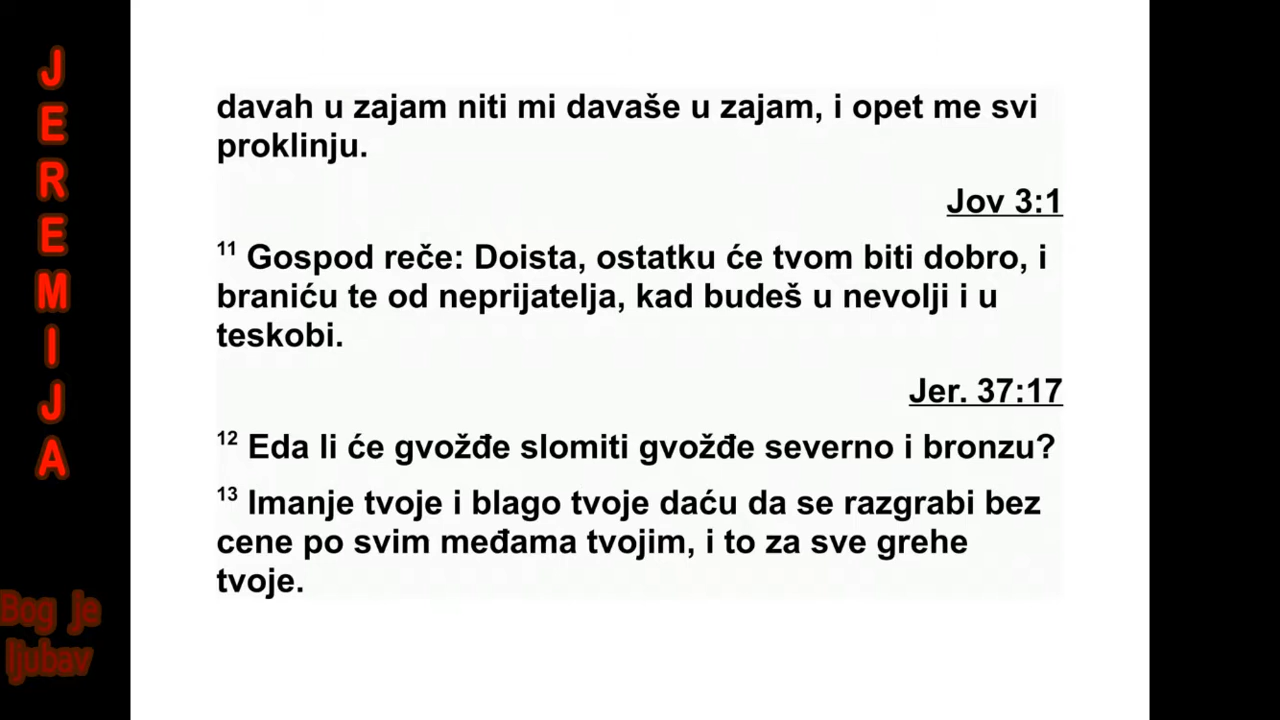 JEREMIJA
Bog je
ljubav
davah u zajam niti mi davaše u zajam, i opet me svi
proklinju.
Jov 3:1
11 Gospod reče: Doista, ostatku će tvom biti dobro, i
braniću te od neprijatelja, kad budeš u nevolji i u
teskobi.
Jer. 37:17
12 Eda li će gvožđe slomiti gvožđe severno i bronzu?
13 Imanje tvoje i blago tvoje daću da se razgrabi bez
cene po svim međama tvojim, i to za sve grehe
tvoje.